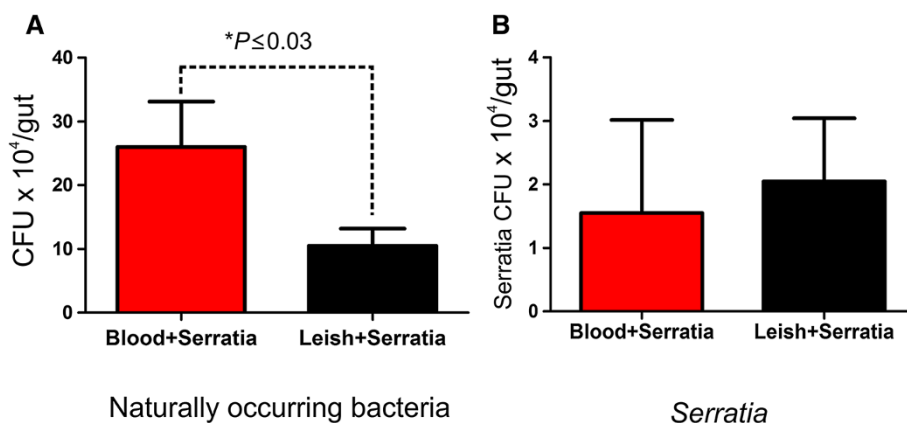 A
*P≤0.03
CFU x 10⁴/gut
40
30
20
10
0
Blood+Serratia
Leish+Serratia
Naturally occurring bacteria
B
Serratia CFU x 10⁴/gut
4
3
2
1
0
Blood+Serratia
Leish+Serratia
Serratia